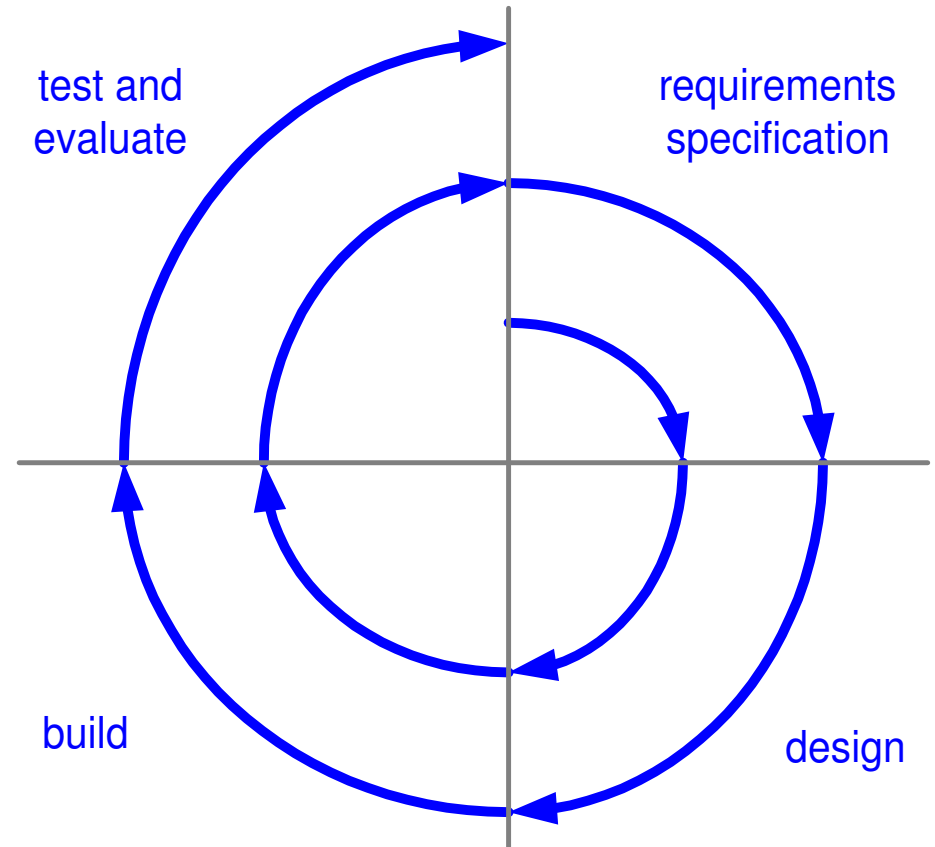 test and
evaluate
requirements
specification
build
design